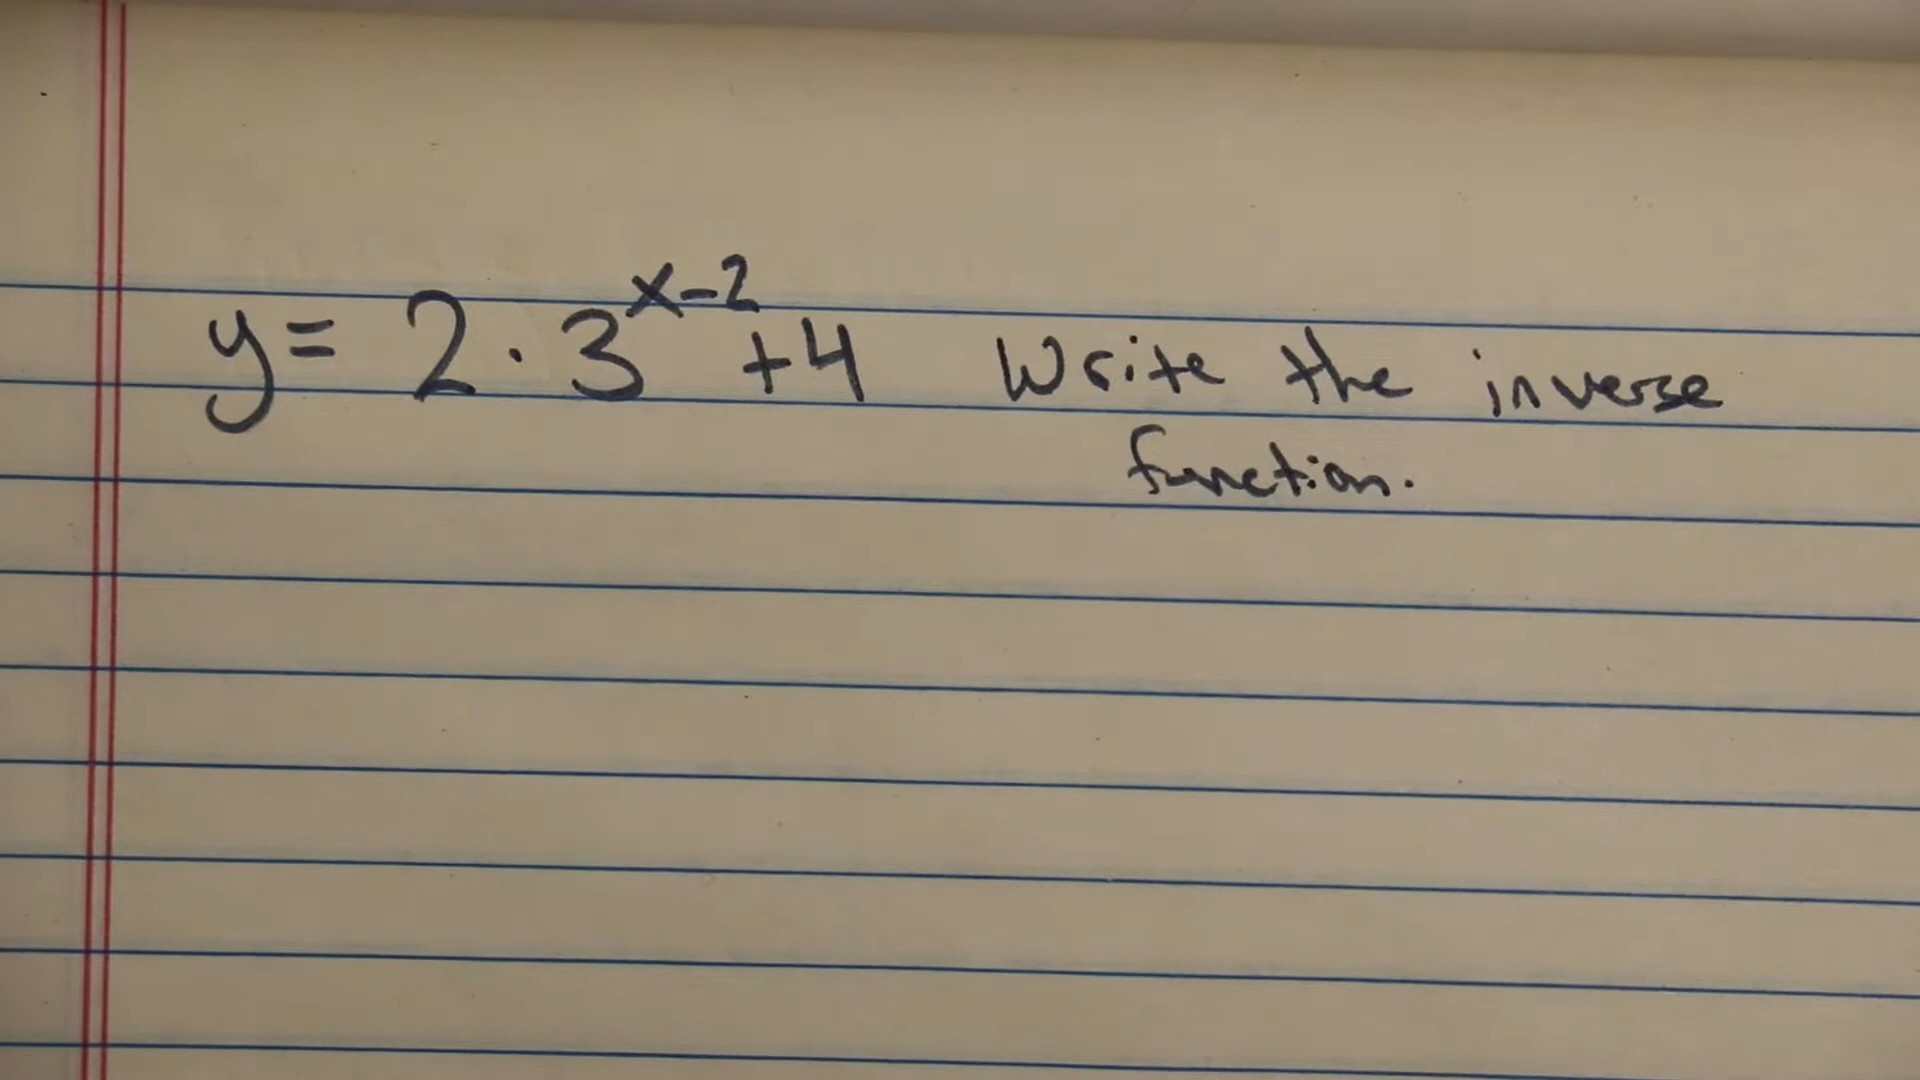 y = 2 · 3^{x-2} + 4 Write the inverse
function.